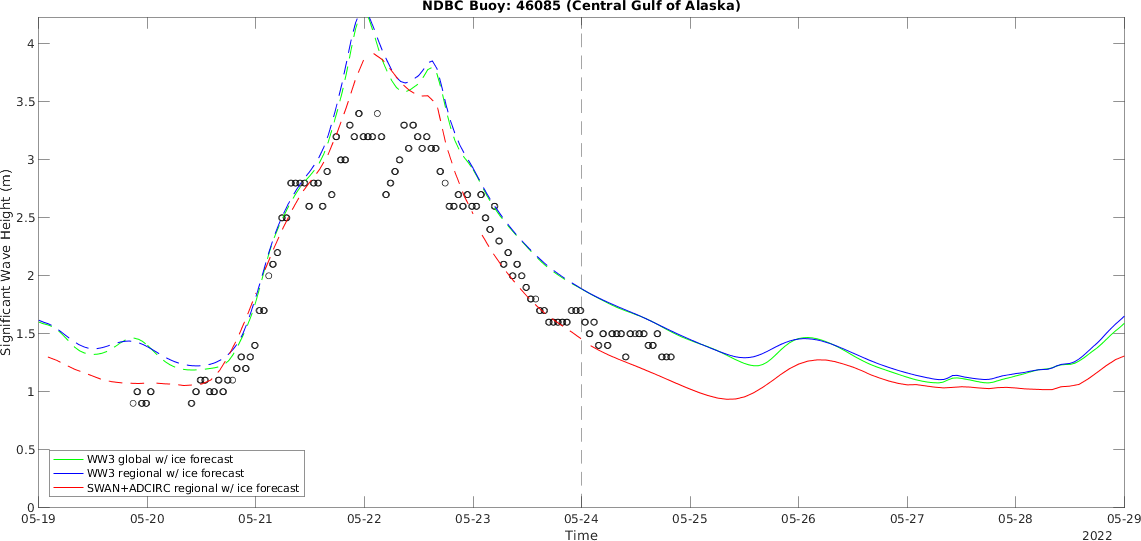 NDBC Buoy: 46085 (Central Gulf of Alaska)
4
3.5
3
2.5
2
1.5
1
0.5
0
Significant Wave Height (m)
WW3 global w/ ice forecast
WW3 regional w/ ice forecast
SWAN+ADCIRC regional w/ ice forecast
05-19 05-20 05-21 05-22 05-23 05-24 05-25 05-26 05-27 05-28 05-29
Time
2022